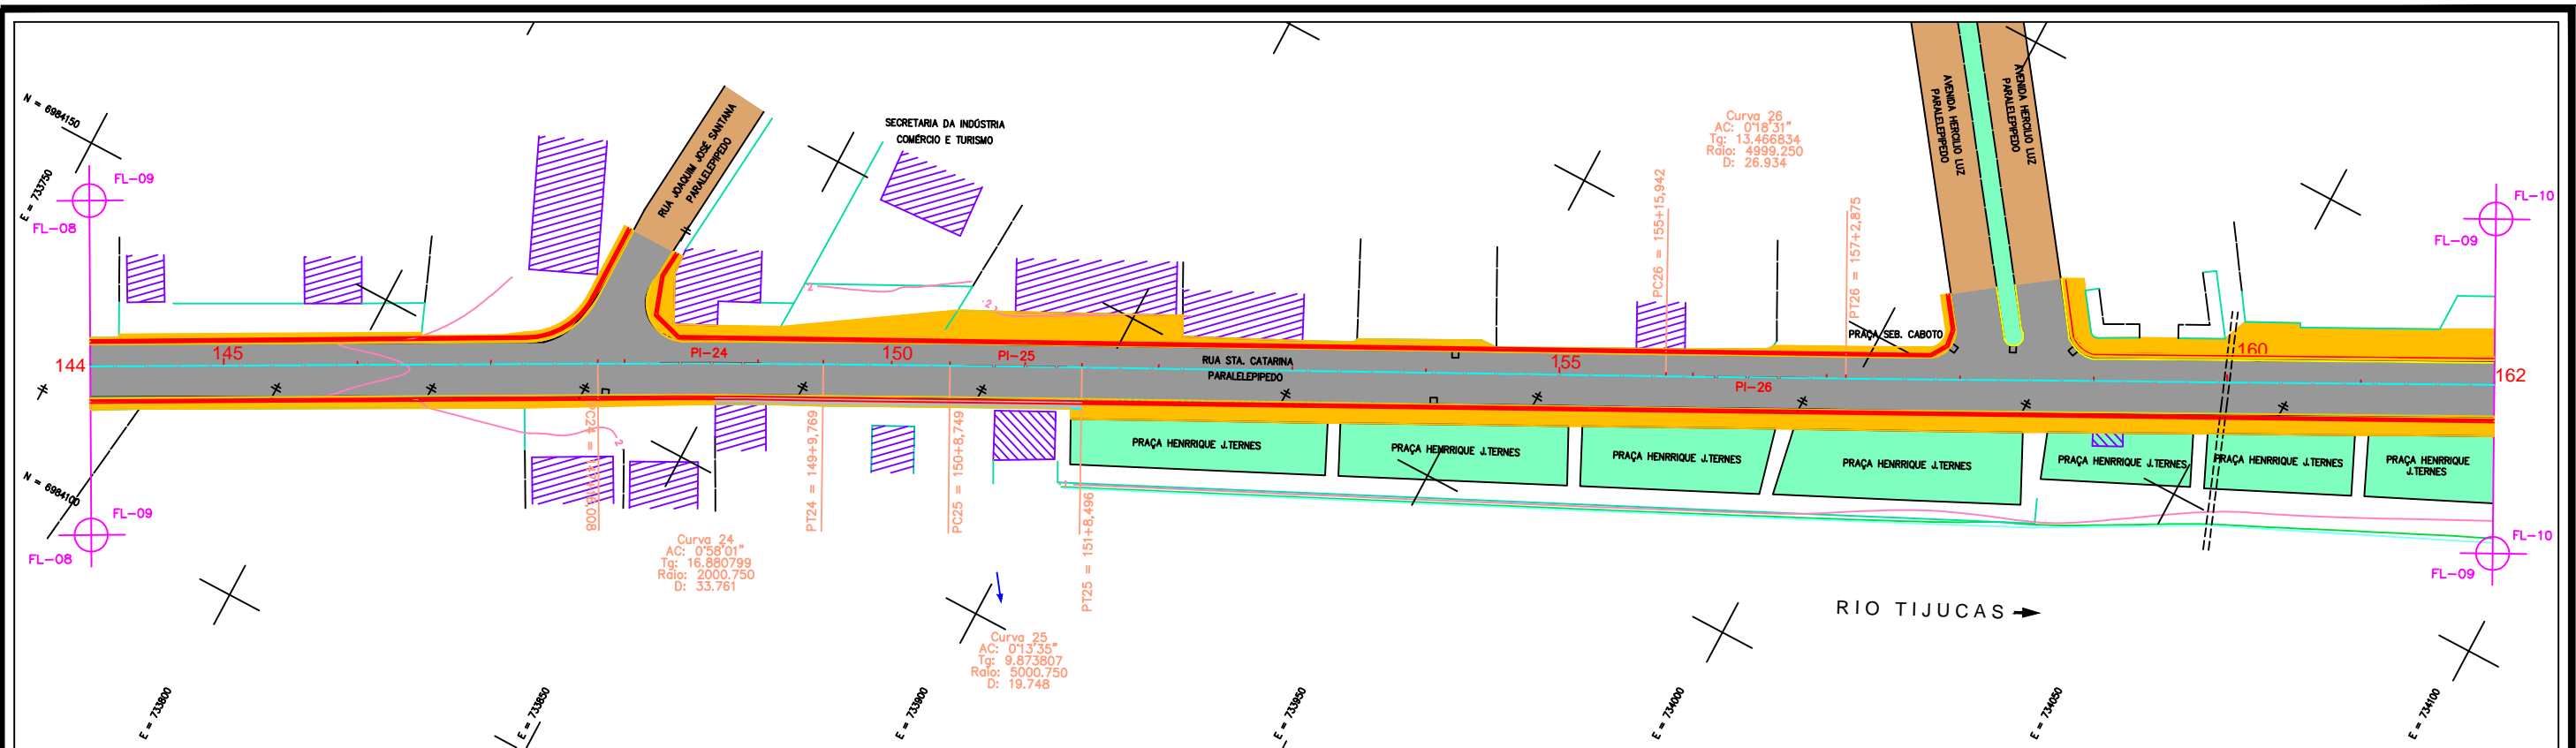 N = 6984150
E = 733750
FL-09
FL-08
N = 6984100
FL-09
FL-08
144
145
RUA JOAQUIM JOSÉ SANTANA
PARALELEPIPEDO
SECRETARIA DA INDÚSTRIA
COMÉRCIO E TURISMO
PI-24
150
PI-25
2
2
2
RUA STA. CATARINA
PARALELEPIPEDO
155
PI-26
Curva 26
AC: 0°18'31"
Tg: 13.466834
Raio: 4999.250
D: 26.934
PC26 = 155+15,942
PT26 = 157+2,875
PRAÇA SEB. CABOTO
AVENIDA HERCILIO LUZ
PARALELEPIPEDO
AVENIDA HERCILIO LUZ
PARALELEPIPEDO
160
162
FL-10
FL-09
FL-10
FL-09
PT24 = 149+9,769
PC25 = 150+8,749
PT25 = 151+8,496
Curva 24
AC: 0°58'01"
Tg: 16.880799
Raio: 2000.750
D: 33.761
Curva 25
AC: 0°13'35"
Tg: 9.873807
Raio: 5000.750
D: 19.748
PRAÇA HENRRIQUE J.TERNES
PRAÇA HENRRIQUE J.TERNES
PRAÇA HENRRIQUE J.TERNES
PRAÇA HENRRIQUE J.TERNES
PRAÇA HENRRIQUE J.TERNES
PRAÇA HENRRIQUE J.TERNES
PRAÇA HENRRIQUE
J.TERNES
RIO TIJUCAS
E = 733800
E = 733850
E = 733900
E = 733950
E = 734000
E = 734050
E = 734100